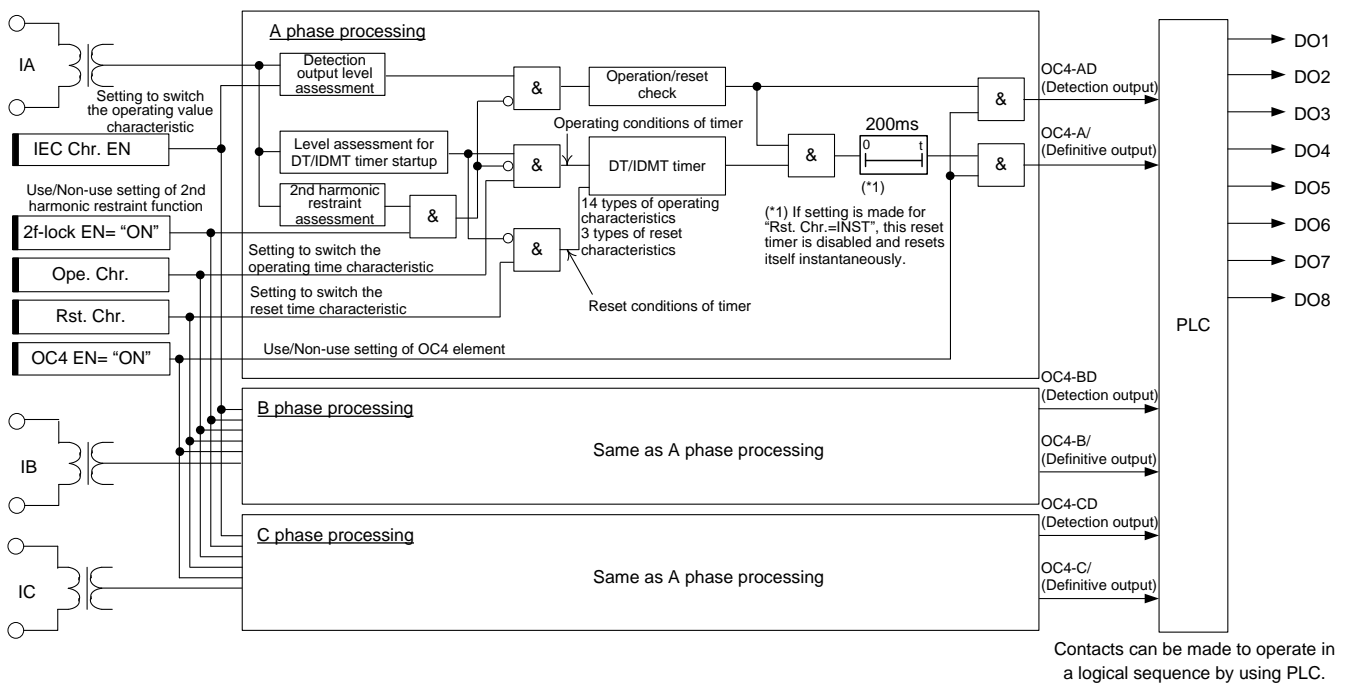 A phase processing
IA
Detection
output level
assessment
&
Operation/reset
check
&
OC4-AD
(Detection output)
Setting to switch
the operating value
characteristic
IEC Chr. EN
Level assessment for
DT/IDMT timer startup
&
Operating conditions of timer
DT/IDMT timer
&
200ms
0 t
(*1)
&
OC4-A/
(Definitive output)
Use/Non-use setting of 2nd
harmonic restraint function
2f-lock EN= “ON”
2nd harmonic
restraint
assessment
&
14 types of operating
characteristics
3 types of reset
characteristics
(*1) If setting is made for
“Rst. Chr.=INST”, this reset
timer is disabled and resets
itself instantaneously.
Ope. Chr.
Setting to switch the
operating time characteristic
&
Rst. Chr.
Setting to switch the
reset time characteristic
Reset conditions of timer
OC4 EN= “ON”
Use/Non-use setting of OC4 element
PLC
DO1
DO2
DO3
DO4
DO5
DO6
DO7
DO8
IB
B phase processing
Same as A phase processing
OC4-BD
(Detection output)
OC4-B/
(Definitive output)
IC
C phase processing
Same as A phase processing
OC4-CD
(Detection output)
OC4-C/
(Definitive output)
Contacts can be made to operate in
a logical sequence by using PLC.